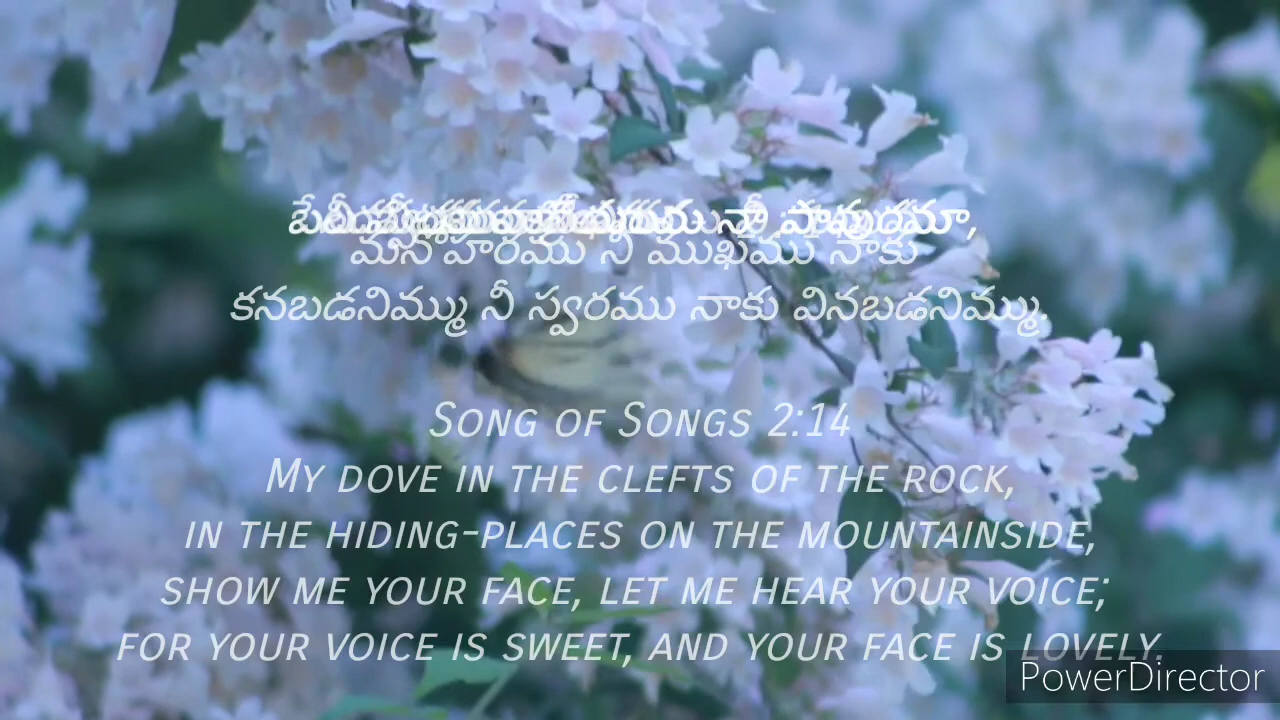 నా పావురమా,
మనోహరము నీ ముఖము నాకు
కనబడనిమ్ము నీ స్వరము నాకు వినబడనిమ్ము.
Song of Songs 2:14
My dove in the clefts of the rock,
in the hiding-places on the mountainside,
show me your face, let me hear your voice;
for your voice is sweet, and your face is lovely.
PowerDirector